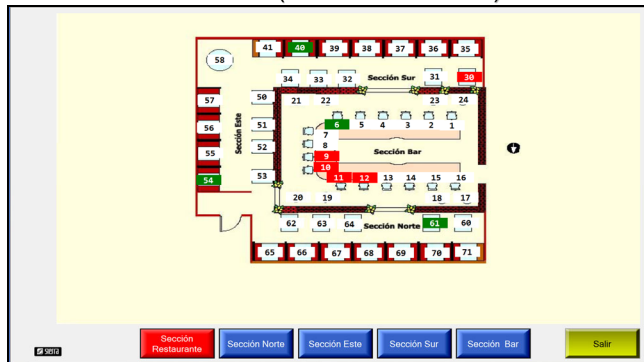 41 40 39 38 37 36 35
58
34 33 32 Sección Sur 31 30
57 50 21 22 23 24
56 51 6 5 4 3 2 1
Sección Este
7
55 52 8 Sección Bar
9
10
54 53 11 12 13 14 15 16
20 19 18 17
62 63 64 Sección Norte 61 60
65 66 67 68 69 70 71
Sección
Restaurante
Sección Norte
Sección Este
Sección Sur
Sección Bar
Salir